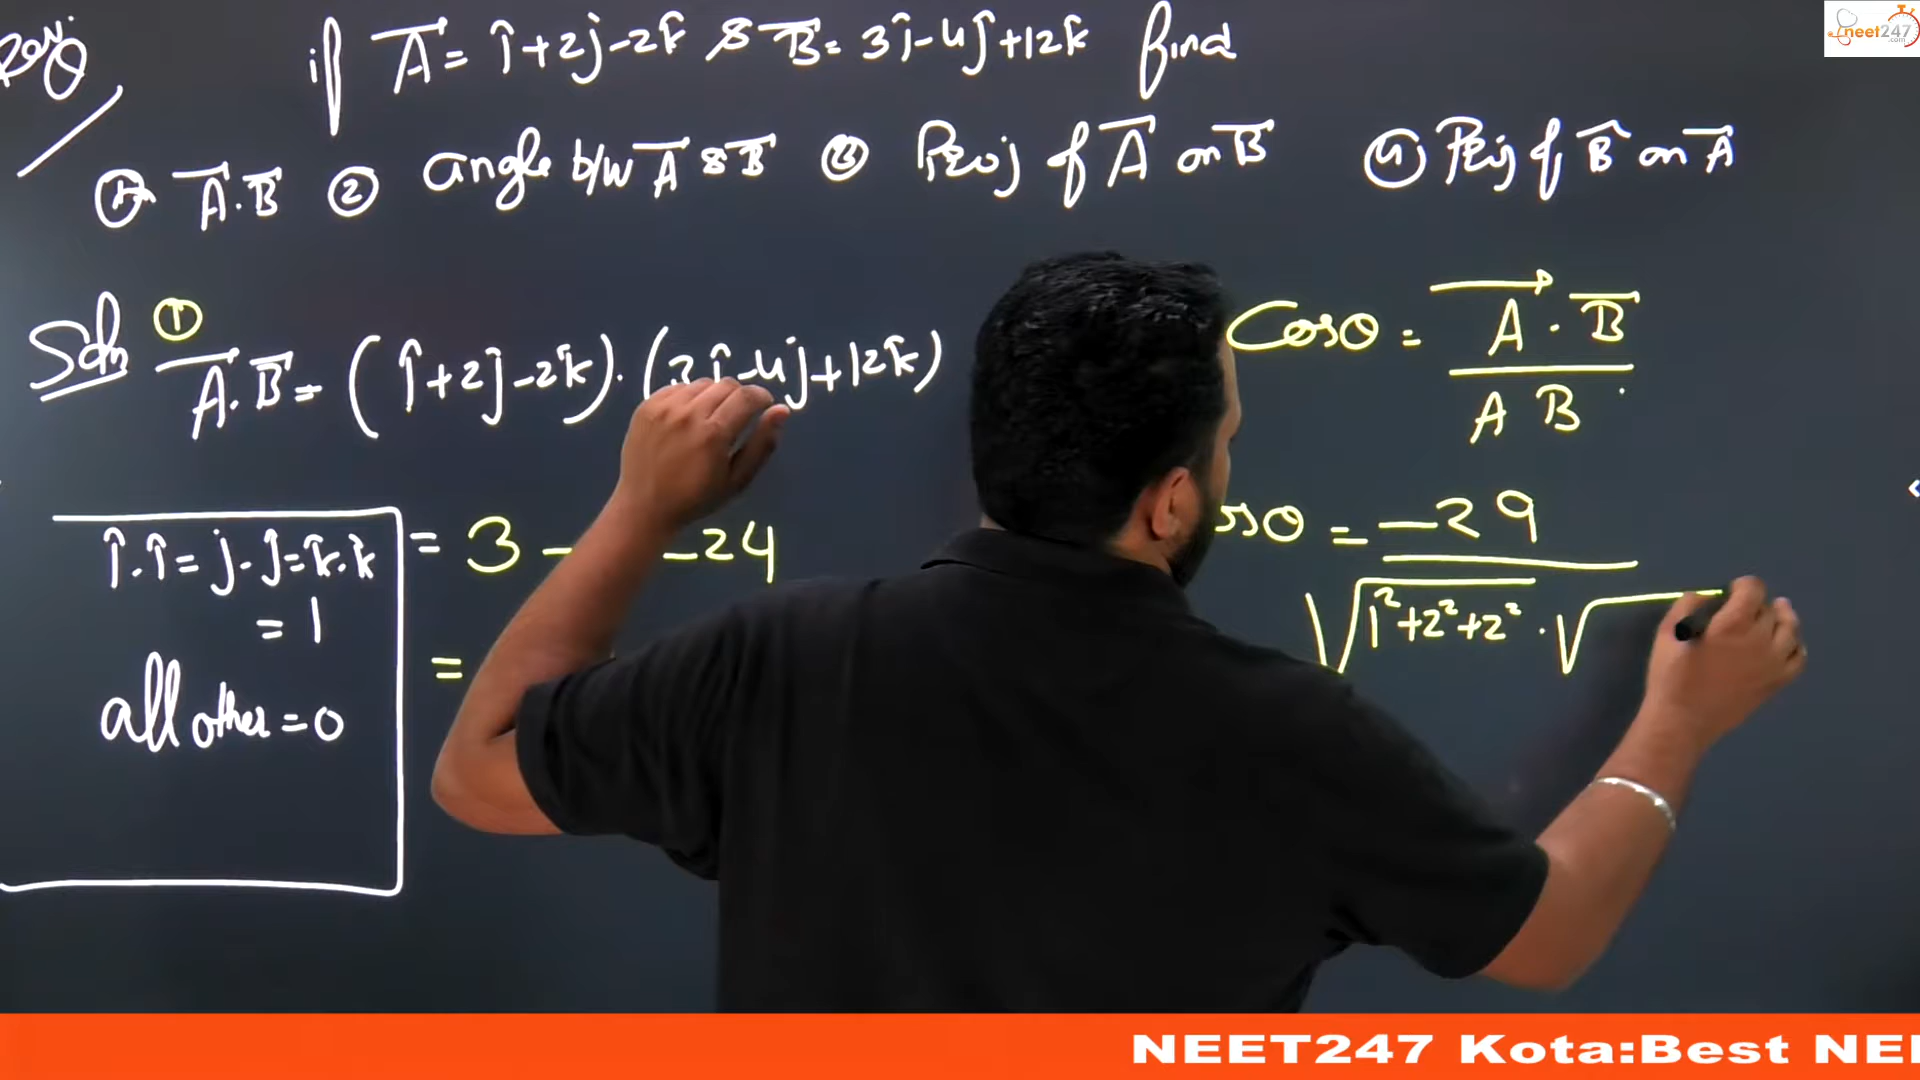 if A = î+2ĵ-2k̂ & B = 3î-4ĵ+12k̂ find
① A.B ② angle b/w A & B ③ Proj of A on B ④ Proj of B on A
Soln ①
A.B = (î+2ĵ-2k̂).(3î-4ĵ+12k̂)
= 3 - -24
=
î.î = ĵ.ĵ = k̂.k̂
= 1
all other = 0
Cosθ = A.B / A B
osθ = -29 / √1²+2²+2² . √
neet247
.com
NEET247 Kota:Best NE